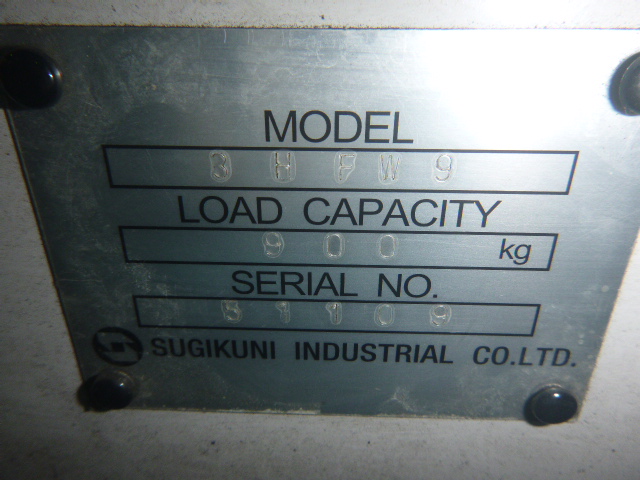 MODEL
3HFW9
LOAD CAPACITY
900 kg
SERIAL NO.
51109
SUGIKUNI INDUSTRIAL CO.LTD.